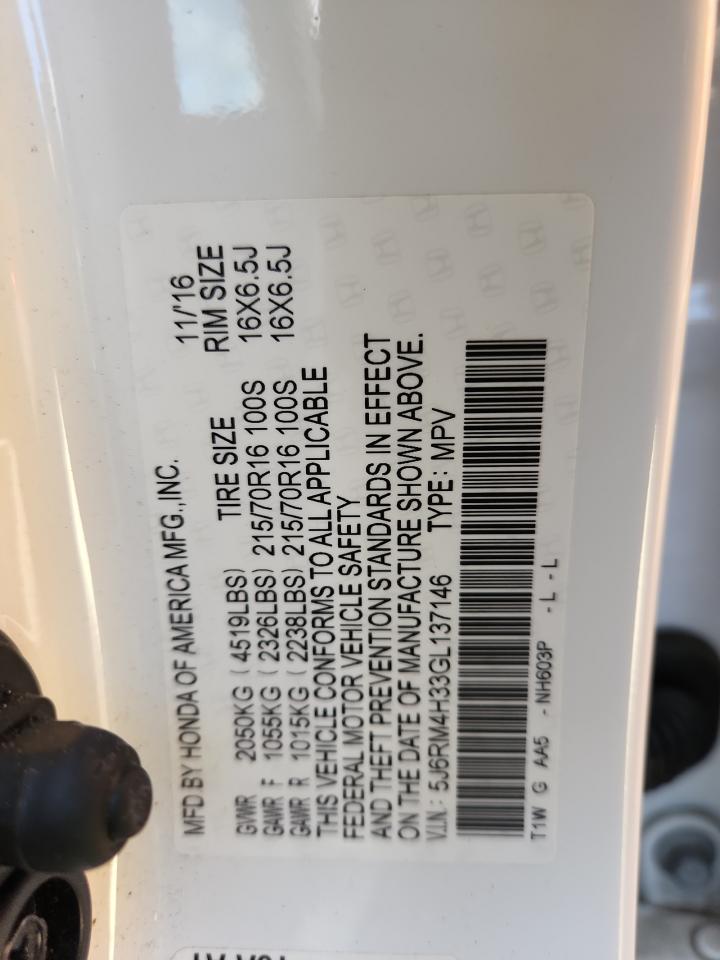 MFD BY HONDA OF AMERICA MFG.,INC. 11/'16
TIRE SIZE RIM SIZE
GVWR 2050KG (4519LBS)
GAWR F 1055KG (2326LBS) 215/70R16 100S 16X6.5J
GAWR R 1015KG (2238LBS) 215/70R16 100S 16X6.5J
THIS VEHICLE CONFORMS TO ALL APPLICABLE
FEDERAL MOTOR VEHICLE SAFETY
AND THEFT PREVENTION STANDARDS IN EFFECT
ON THE DATE OF MANUFACTURE SHOWN ABOVE.
V.I.N.: 5J6RM4H33GL137146 TYPE: MPV
T1W G AA5 - NH603P - L - L